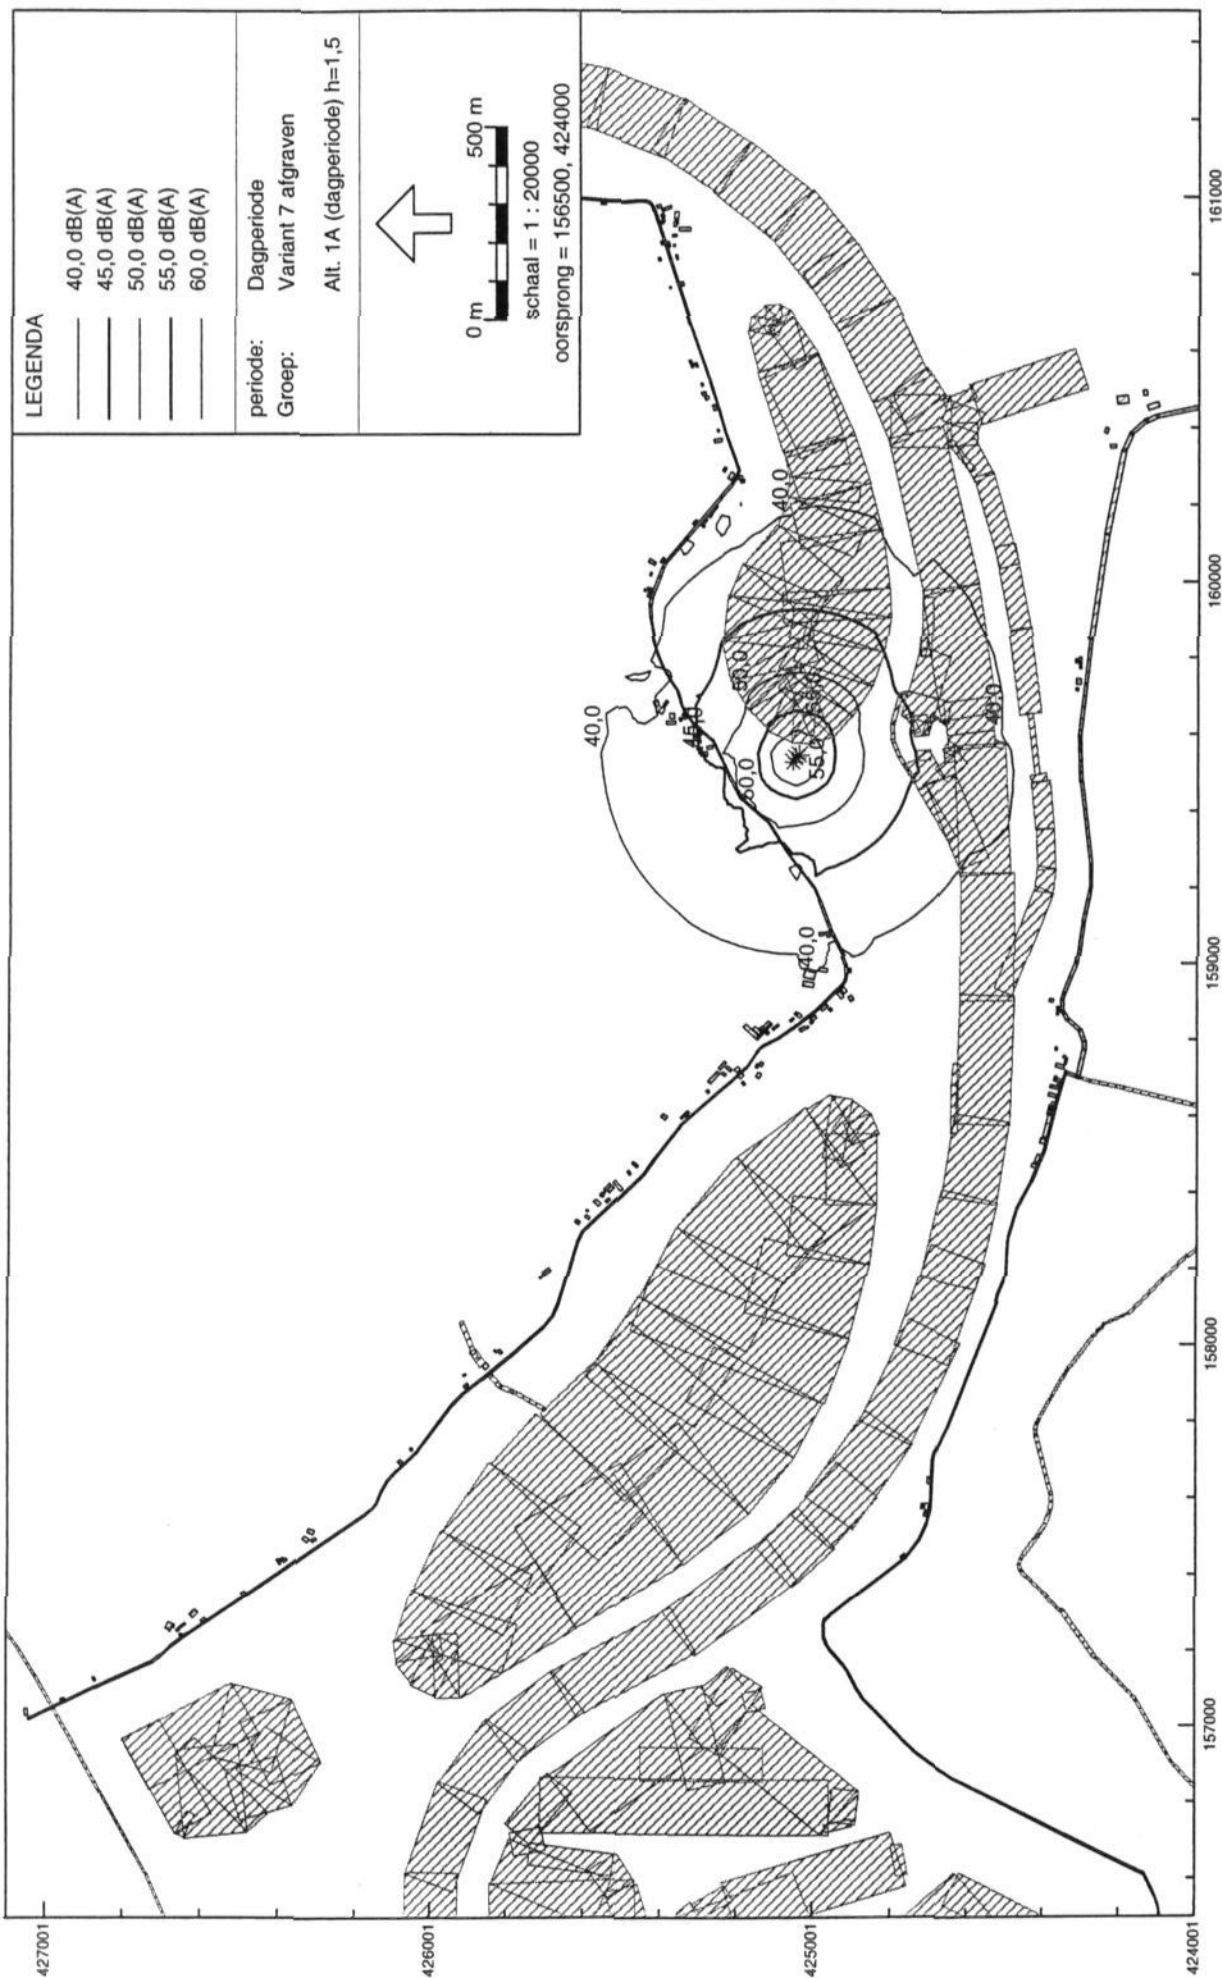 LEGENDA
40,0 dB(A)
45,0 dB(A)
50,0 dB(A)
55,0 dB(A)
60,0 dB(A)
periode: Dagperiode
Groep: Variant 7 afgraven
Alt. 1A (dagperiode) h=1,5
0 m 500 m
schaal = 1 : 20000
oorsprong = 156500, 424000
427001
426001
425001
424001
157000
158000
159000
160000
161000
40,0
40,0
40,0
45,0
50,0
50,0
55,0